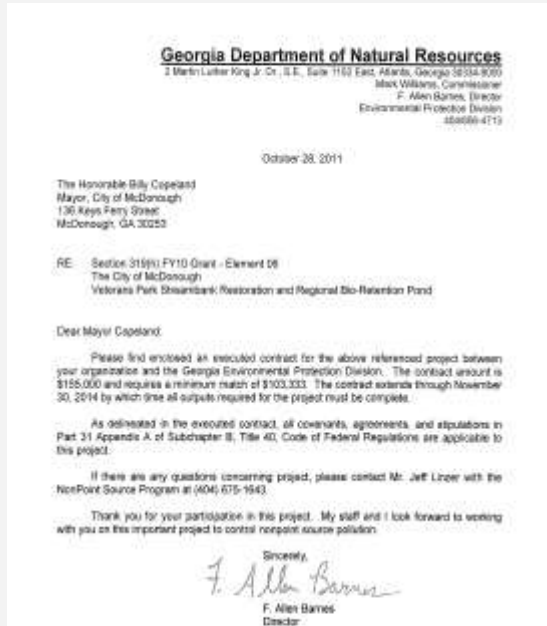 Georgia Department of Natural Resources
2 Martin Luther King Jr. Dr., S.E., Suite 1152 East, Atlanta, Georgia 30334-9000
Mark Williams, Commissioner
F. Allen Barnes, Director
Environmental Protection Division
404/656-4713
October 28, 2011
The Honorable Billy Copeland
Mayor, City of McDonough
136 Keys Ferry Street
McDonough, GA 30253
RE: Section 319(h) FY10 Grant - Element 06
The City of McDonough
Veterans Park Streambank Restoration and Regional Bio-Retention Pond
Dear Mayor Copeland:
Please find enclosed an executed contract for the above referenced project between
your organization and the Georgia Environmental Protection Division. The contract amount is
$155,000 and requires a minimum match of $103,333. The contract extends through November
30, 2014 by which time all outputs required for the project must be complete.
As delineated in the executed contract, all covenants, agreements, and stipulations in
Part 31 Appendix A of Subchapter B, Title 40, Code of Federal Regulations are applicable to
this project.
If there are any questions concerning project, please contact Mr. Jeff Linzer with the
NonPoint Source Program at (404) 675-1643.
Thank you for your participation in this project. My staff and I look forward to working
with you on this important project to control nonpoint source pollution.
Sincerely,
F. Allen Barnes
F. Allen Barnes
Director